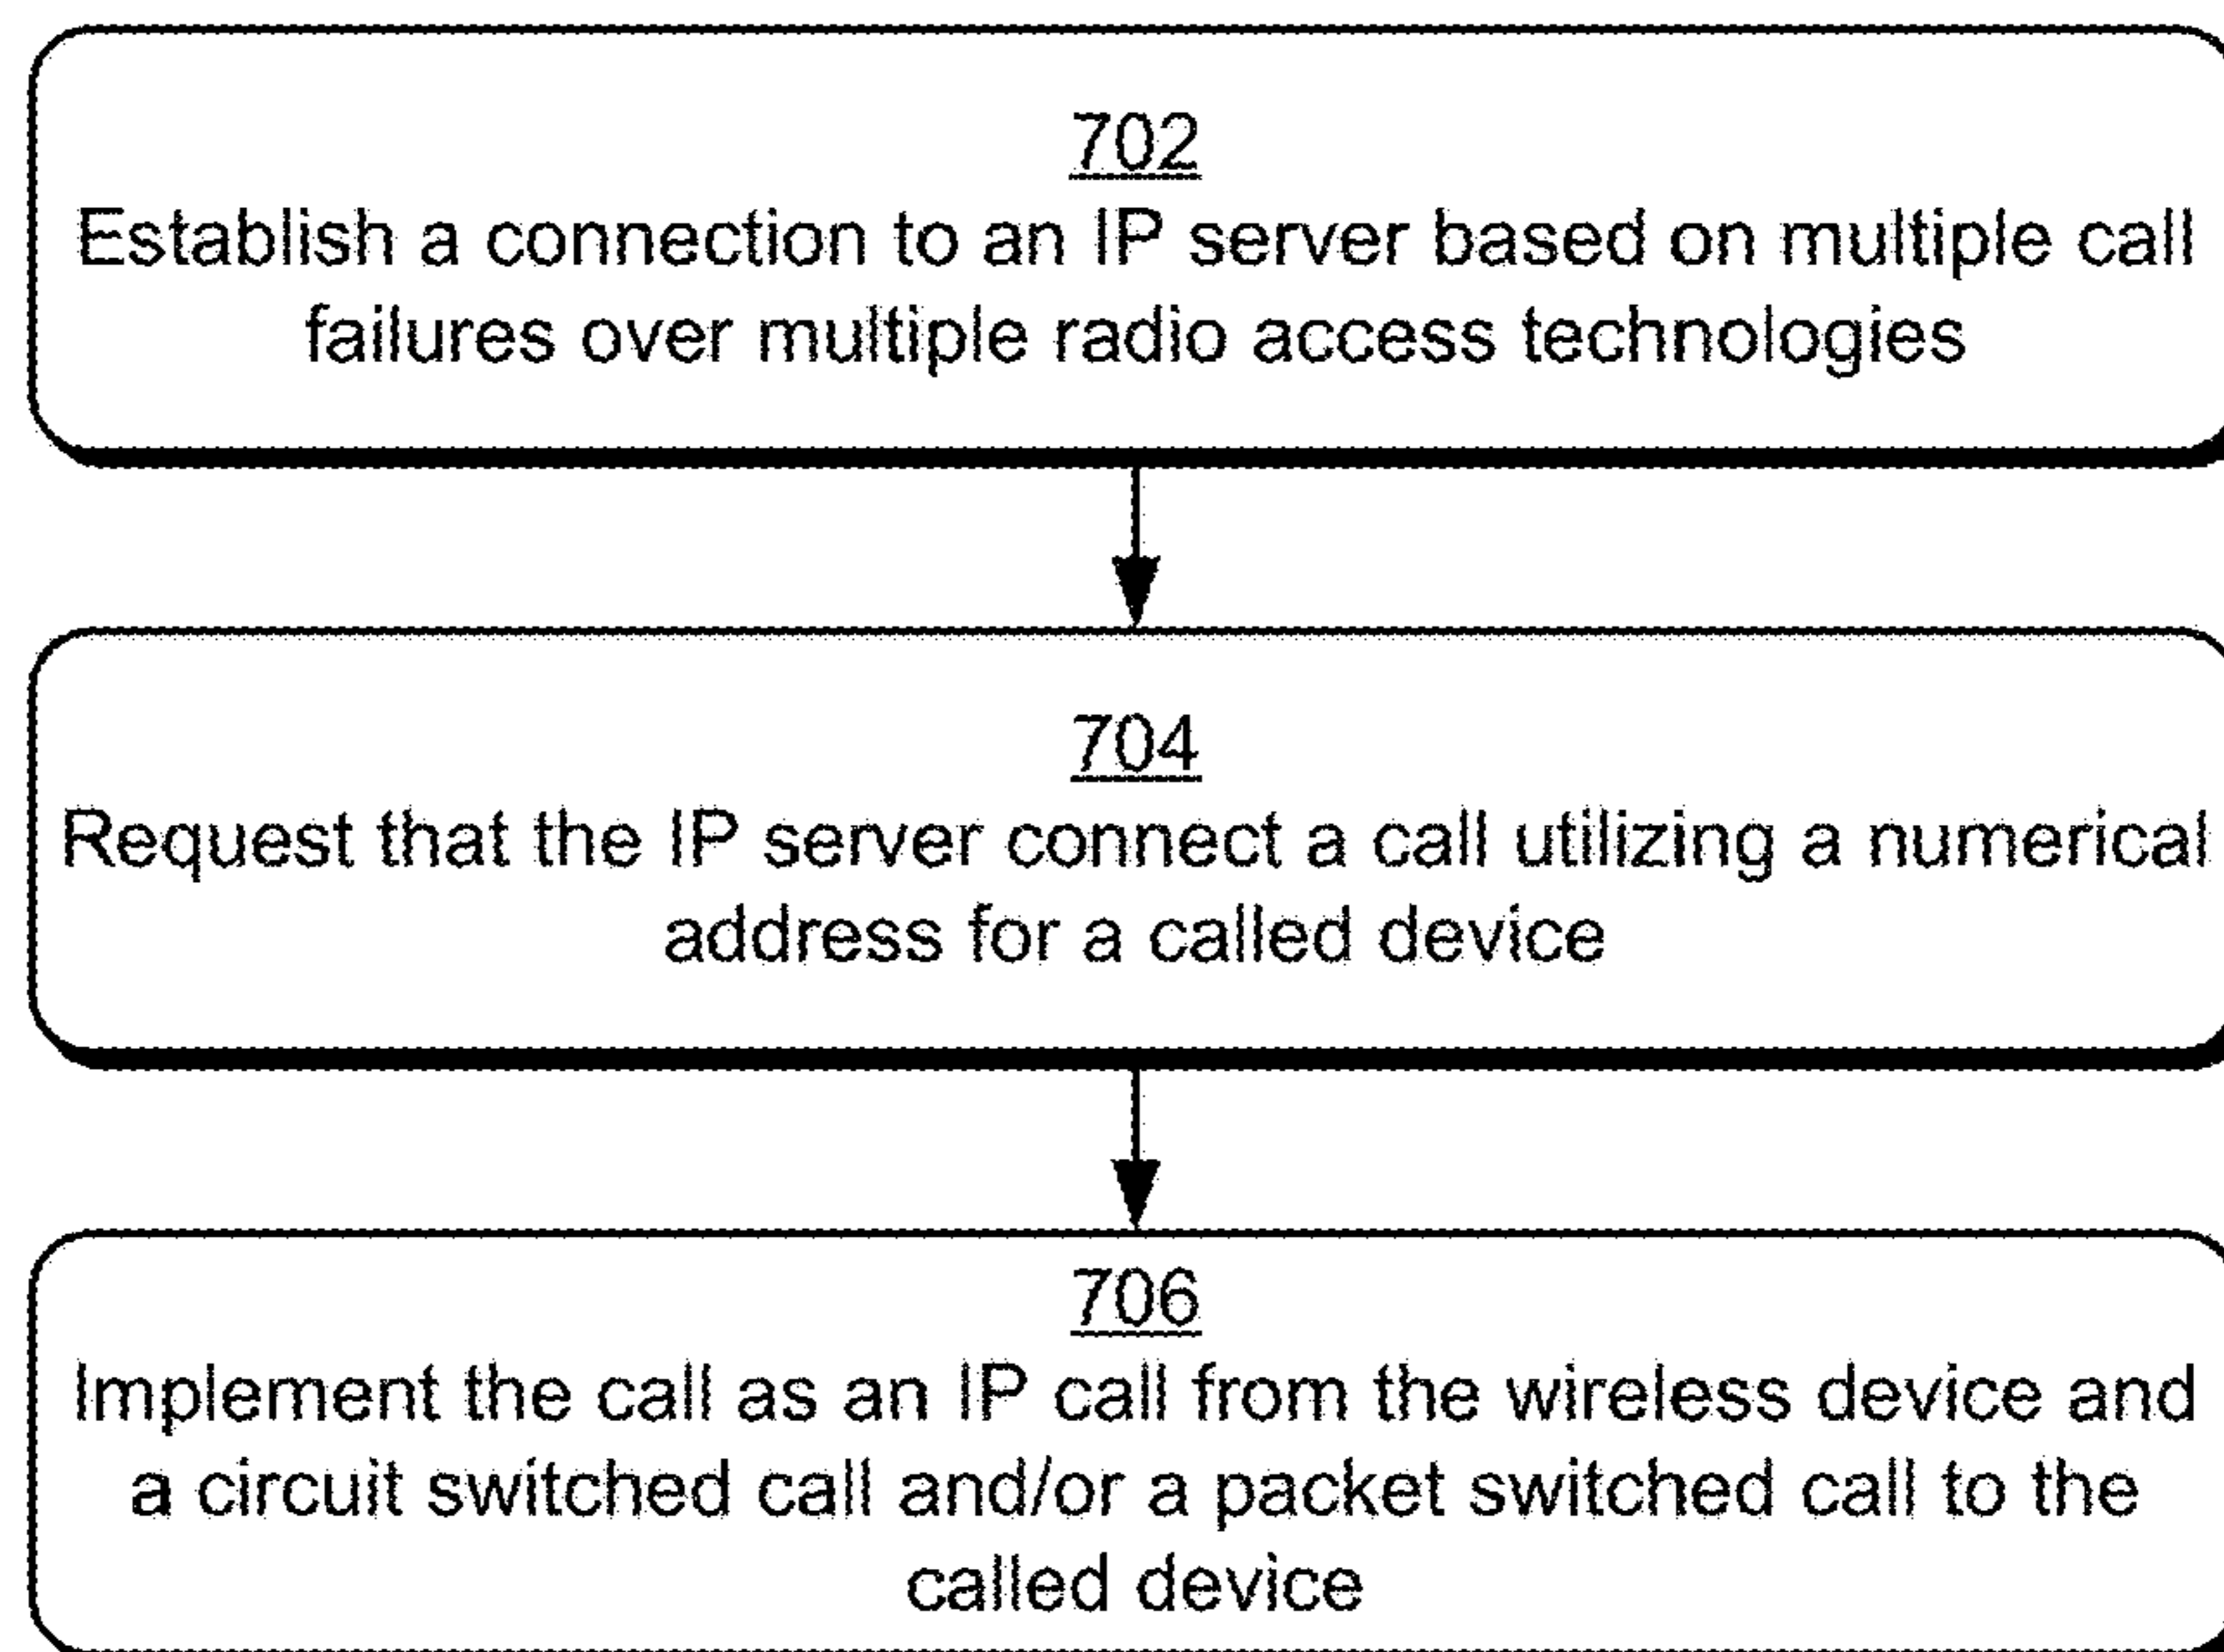 702
Establish a connection to an IP server based on multiple call
failures over multiple radio access technologies
704
Request that the IP server connect a call utilizing a numerical
address for a called device
706
Implement the call as an IP call from the wireless device and
a circuit switched call and/or a packet switched call to the
called device